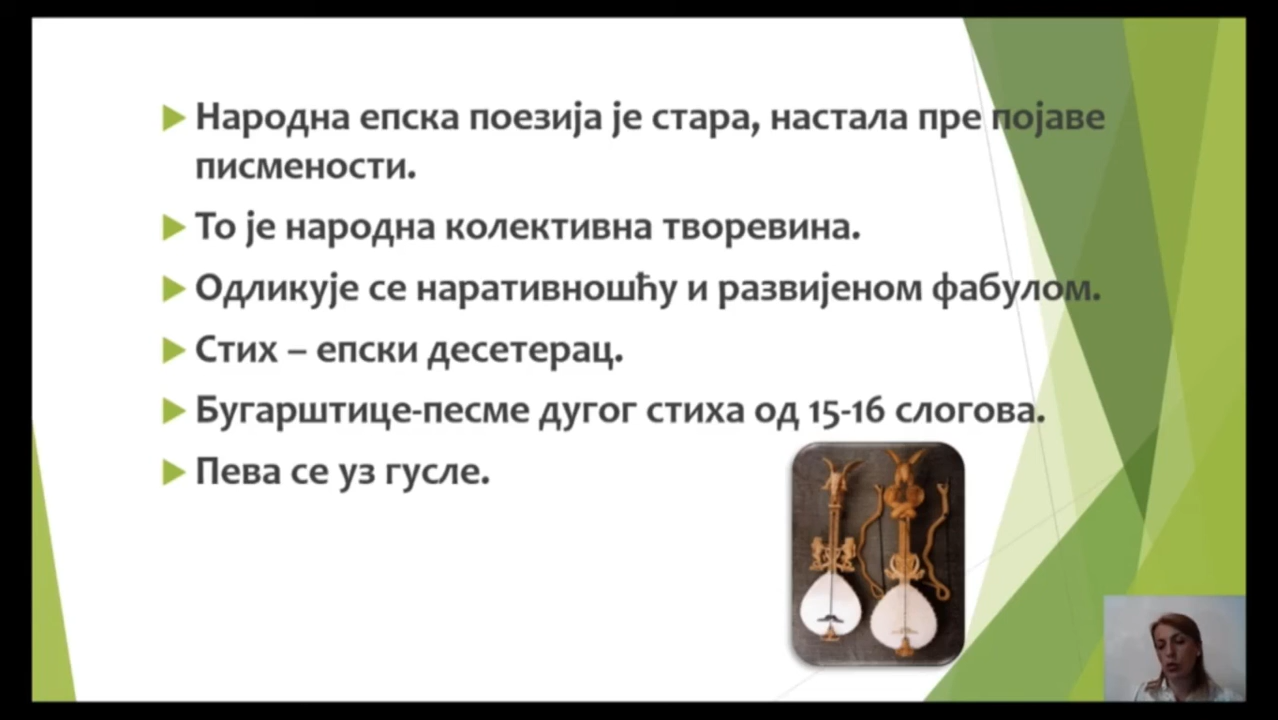 Народна епска поезија је стара, настала пре појаве
писмености.
То је народна колективна творевина.
Одликује се наративношћу и развијеном фабулом.
Стих – епски десетерац.
Бугарштице-песме дугог стиха од 15-16 слогова.
Пева се уз гусле.